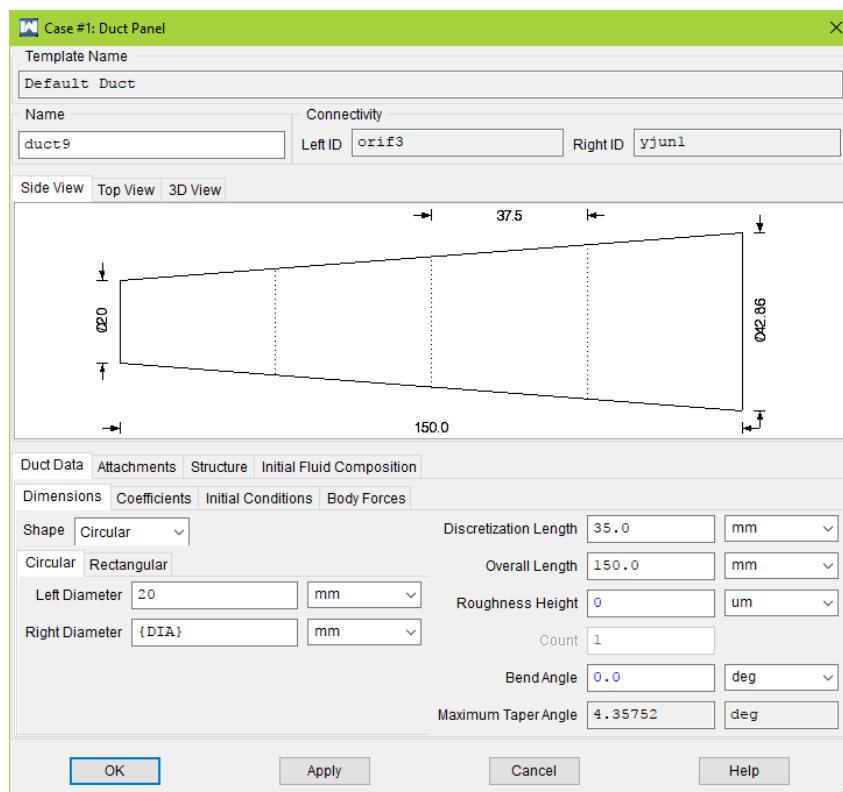 Case #1: Duct Panel
Template Name
Default Duct
Name
Connectivity
duct9
Left ID orif3 Right ID yjun1
Side View Top View 3D View
37.5
∅20
∅42.86
150.0
Duct Data Attachments Structure Initial Fluid Composition
Dimensions Coefficients Initial Conditions Body Forces
Shape Circular
Circular Rectangular
Left Diameter 20 mm
Right Diameter {DIA} mm
Discretization Length 35.0 mm
Overall Length 150.0 mm
Roughness Height 0 um
Count 1
Bend Angle 0.0 deg
Maximum Taper Angle 4.35752 deg
OK Apply Cancel Help